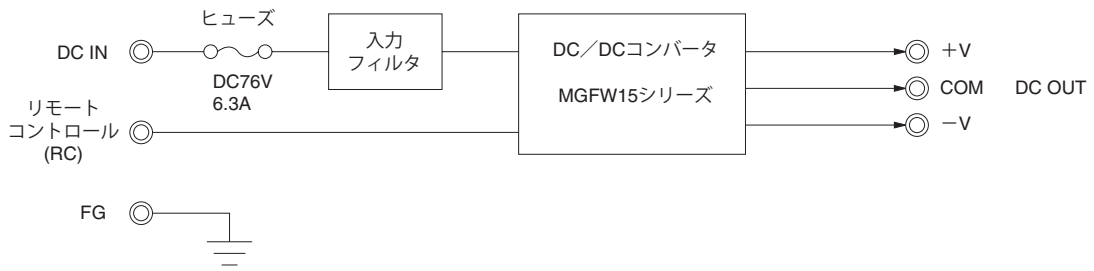 ヒューズ
DC IN
DC76V
6.3A
入力
フィルタ
DC／DCコンバータ
MGFW15シリーズ
＋V
COM
DC OUT
－V
リモート
コントロール
(RC)
FG